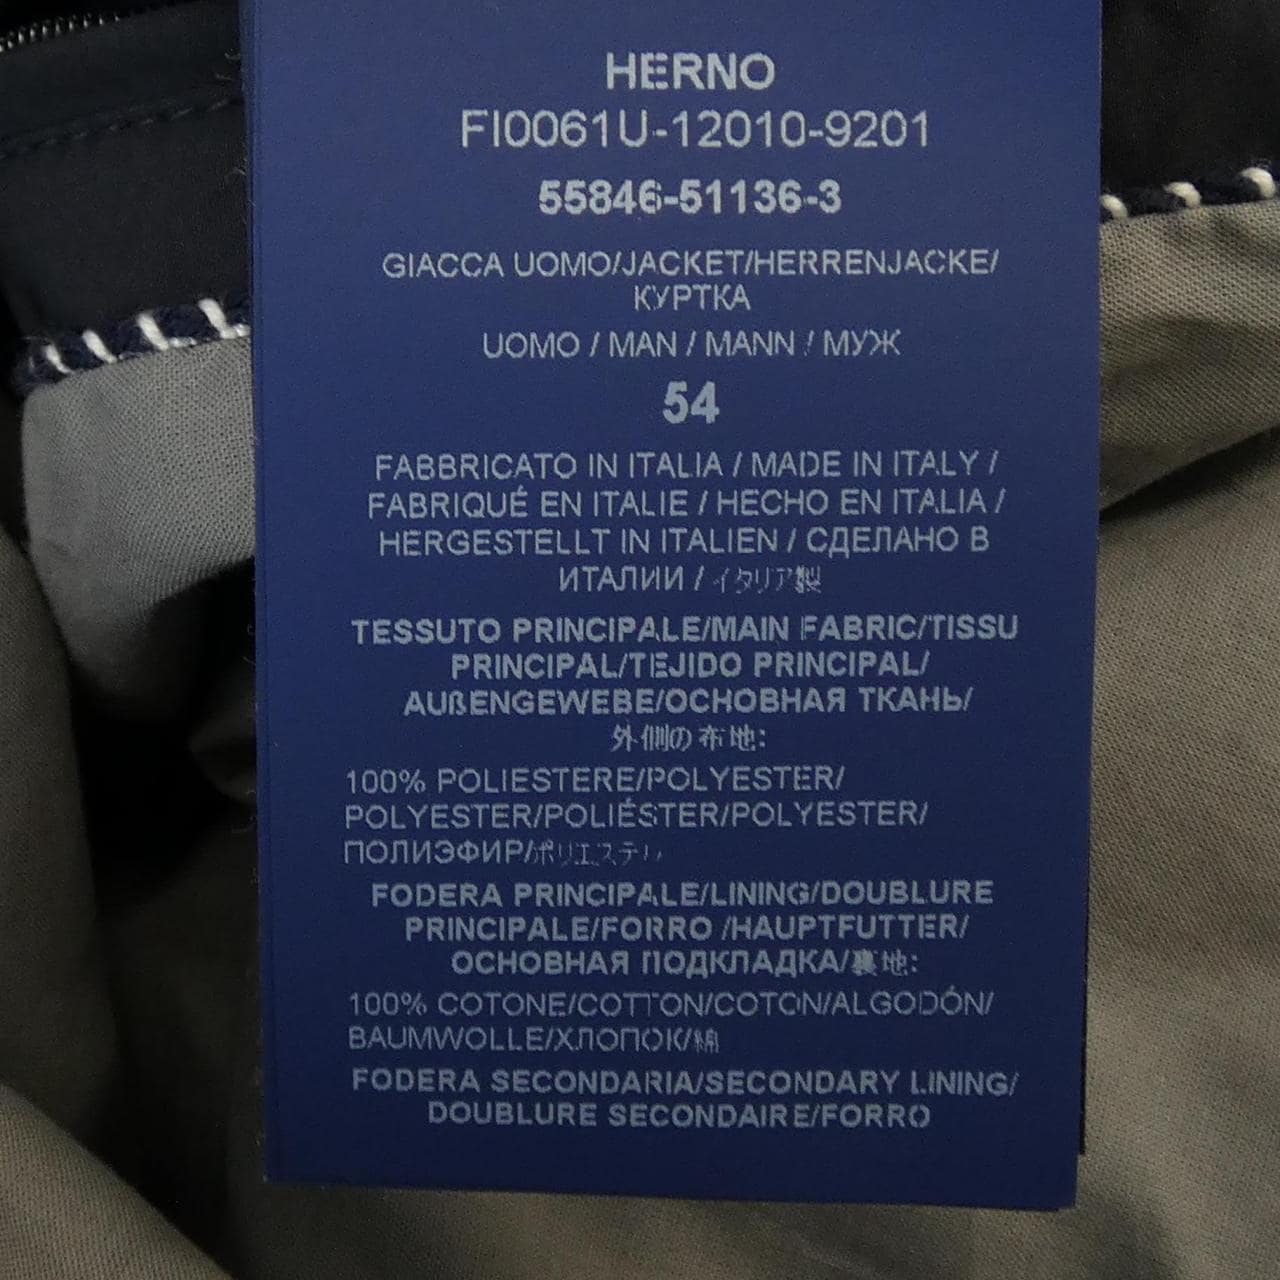 HERNO
FI0061U-12010-9201
55846-51136-3
GIACCA UOMO/JACKET/HERRENJACKE/
КУРТКА
UOMO / MAN / MANN / МУЖ
54
FABBRICATO IN ITALIA / MADE IN ITALY /
FABRIQUÉ EN ITALIE / HECHO EN ITALIA /
HERGESTELLT IN ITALIEN / СДЕЛАНО В
ИТАЛИИ / イタリア製
TESSUTO PRINCIPALE/MAIN FABRIC/TISSU
PRINCIPAL/TEJIDO PRINCIPAL/
AUßENGEWEBE/ОСНОВНАЯ ТКАНЬ/
外側の布地:
100% POLIESTERE/POLYESTER/
POLYESTER/POLIÉSTER/POLYESTER/
ПОЛИЭФИР/ポリエステル
FODERA PRINCIPALE/LINING/DOUBLURE
PRINCIPALE/FORRO /HAUPTFUTTER/
ОСНОВНАЯ ПОДКЛАДКА/裏地:
100% COTONE/COTTON/COTON/ALGODÓN/
BAUMWOLLE/ХЛОПОК/綿
FODERA SECONDARIA/SECONDARY LINING/
DOUBLURE SECONDAIRE/FORRO